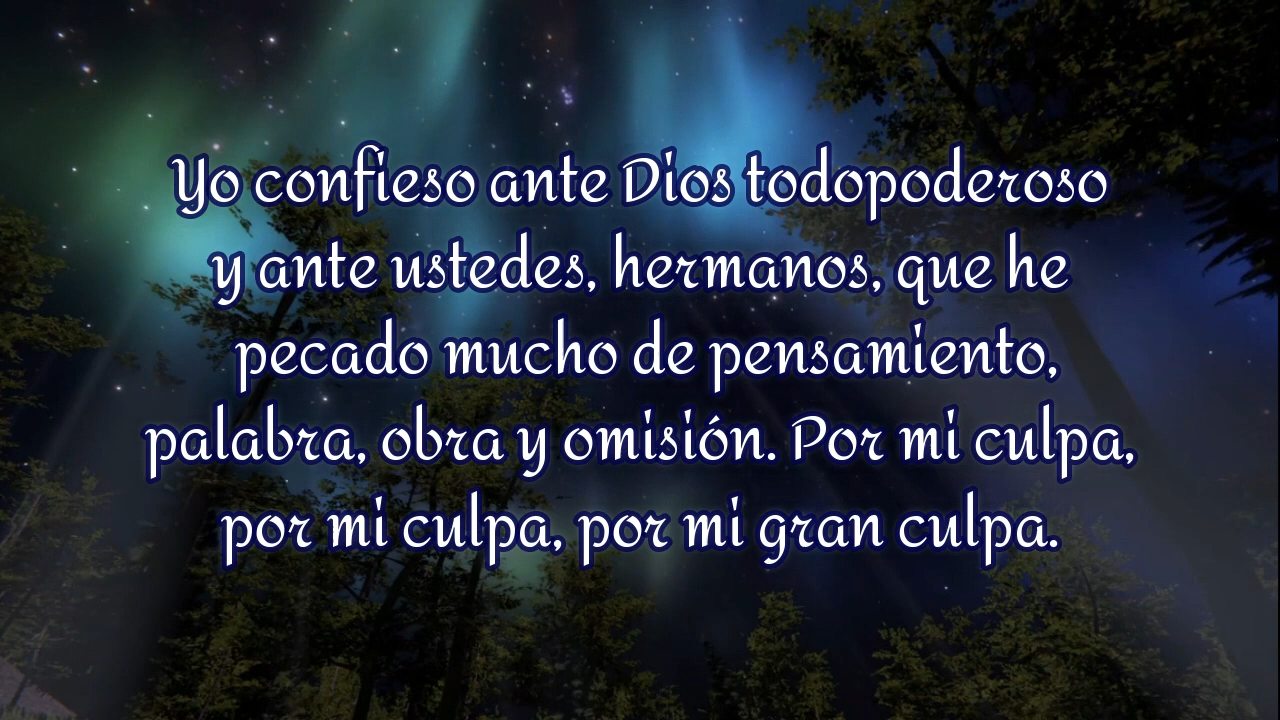 Yo confieso ante Dios todopoderoso
y ante ustedes, hermanos, que he
pecado mucho de pensamiento,
palabra, obra y omisión. Por mi culpa,
por mi culpa, por mi gran culpa.